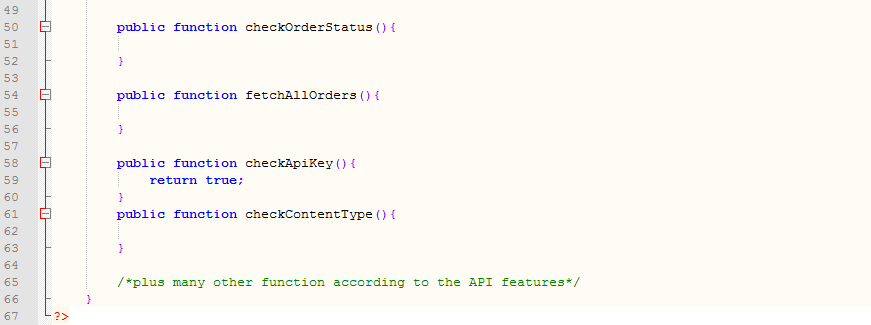 49
50 public function checkOrderStatus(){
51
52 }
53
54 public function fetchAllOrders(){
55
56 }
57
58 public function checkApiKey(){
59 return true;
60 }
61 public function checkContentType(){
62
63 }
64
65 /*plus many other function according to the API features*/
66 }
67 ?>